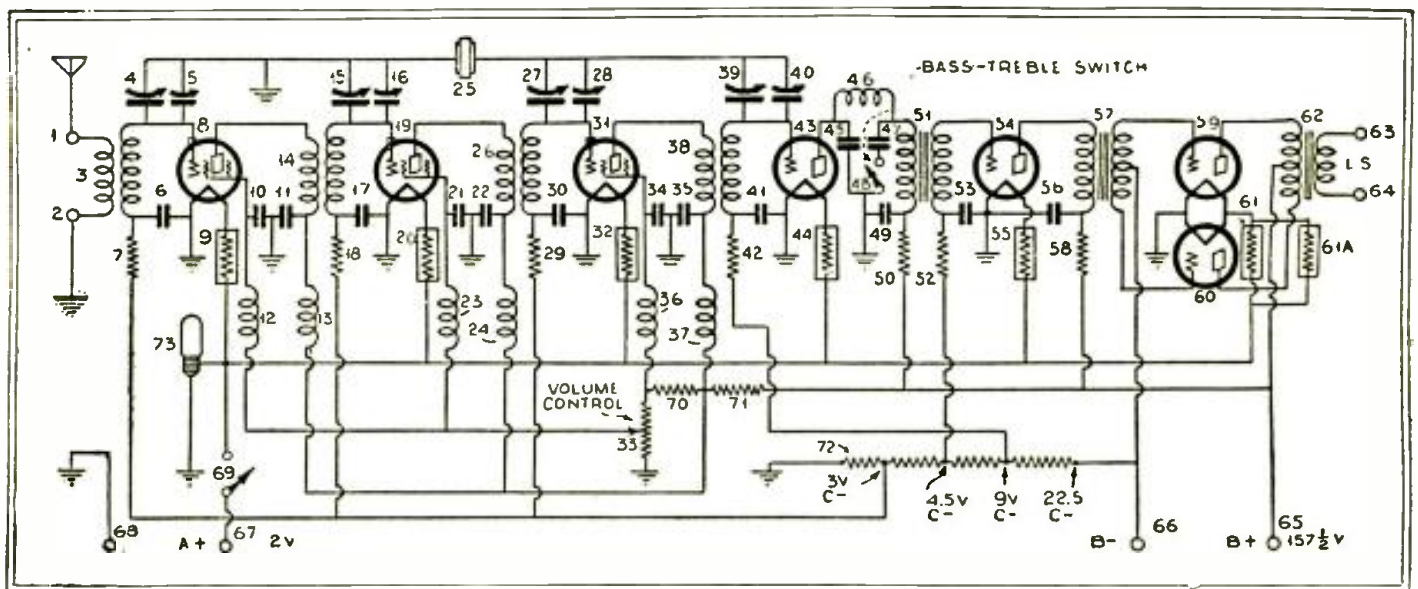 4 5 15 16 25 27 28 39 40 46 -BASS-TREBLE SWITCH
1 8 19 31 43 45 51 54 57 59 62 63
3 14 26 38 LS
2 6 10 11 17 21 22 30 34 35 41 48 49 53 56 64
7 9 18 20 29 32 42 44 50 52 55 58 60 61 61A
12 13 23 24 36 37
73
VOLUME
CONTROL
33 70 71
69 72
3V
C-
4.5V
C-
9V
C-
22.5
C-
68 67 66 65
A+ 2V B- B+ 157½ V